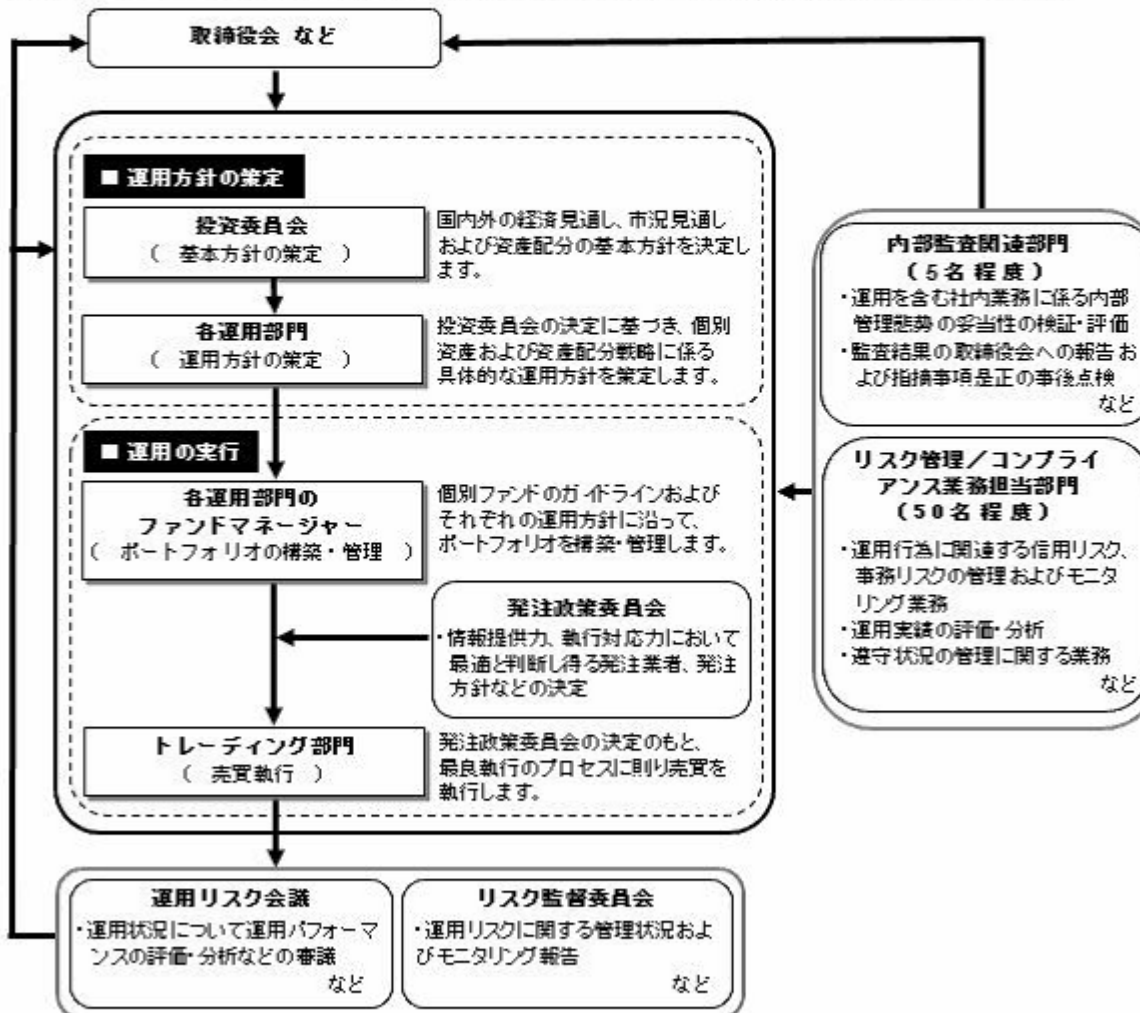 取締役会 など
■ 運用方針の策定
投資委員会
( 基本方針の策定 )
国内外の経済見通し、市況見通し
および資産配分の基本方針を決定し
ます。
各運用部門
( 運用方針の策定 )
投資委員会の決定に基づき、個別
資産および資産配分戦略に係る
具体的な運用方針を策定します。
■ 運用の実行
各運用部門の
ファンドマネージャー
( ポートフォリオの構築・管理 )
個別ファンドのガイドラインおよび
それぞれの運用方針に沿って、
ポートフォリオを構築・管理します。
発注政策委員会
・情報提供力、執行対応力において
最適と判断し得る発注業者、発注
方針などの決定
トレーディング部門
( 売買執行 )
発注政策委員会の決定のもと、
最良執行のプロセスに則り売買を
執行します。
内部監査関連部門
(5名程度)
・運用を含む社内業務に係る内部
管理態勢の妥当性の検証・評価
・監査結果の取締役会への報告お
よび指摘事項是正の事後点検
など
リスク管理/コンプライ
アンス業務担当部門
(50名程度)
・運用行為に関連する信用リスク、
事務リスクの管理およびモニタ
リング業務
・運用実績の評価・分析
・遵守状況の管理に関する業務
など
運用リスク会議
・運用状況について運用パフォーマ
ンスの評価・分析などの審議
など
リスク監督委員会
・運用リスクに関する管理状況およ
びモニタリング報告
など